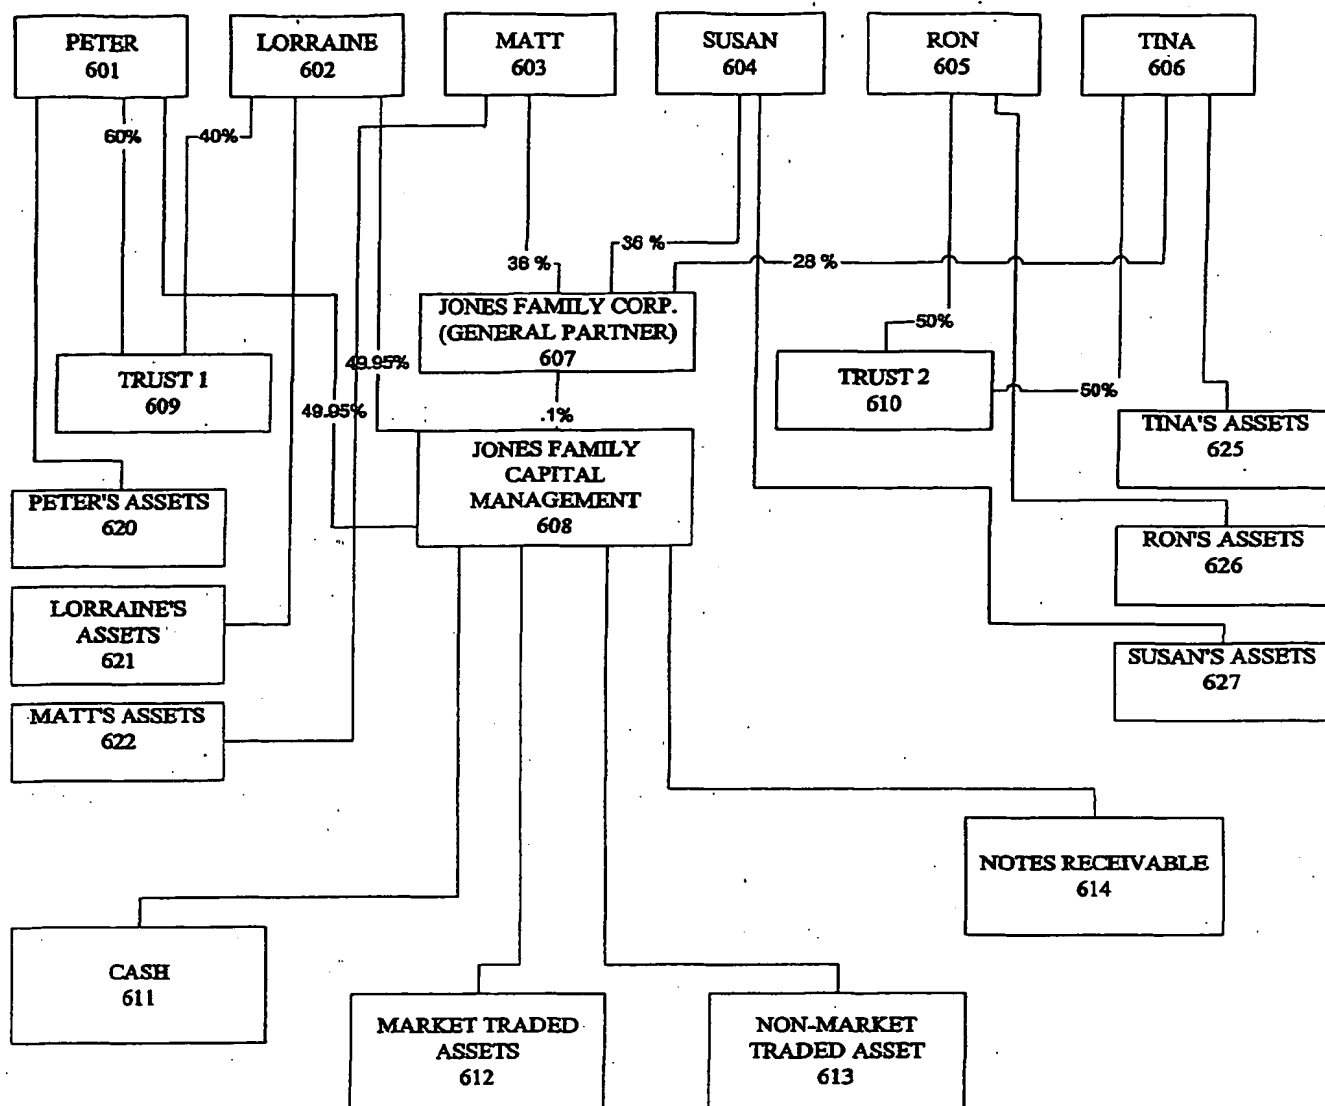 PETER
601
LORRAINE
602
MATT
603
SUSAN
604
RON
605
TINA
606
60%
40%
36 %
36 %
28 %
JONES FAMILY CORP.
(GENERAL PARTNER)
607
50%
50%
TRUST 1
609
49.95%
49.95%
.1%
TRUST 2
610
TINA'S ASSETS
625
JONES FAMILY
CAPITAL
MANAGEMENT
608
PETER'S ASSETS
620
RON'S ASSETS
626
LORRAINE'S
ASSETS
621
SUSAN'S ASSETS
627
MATT'S ASSETS
622
NOTES RECEIVABLE
614
CASH
611
MARKET TRADED
ASSETS
612
NON-MARKET
TRADED ASSET
613